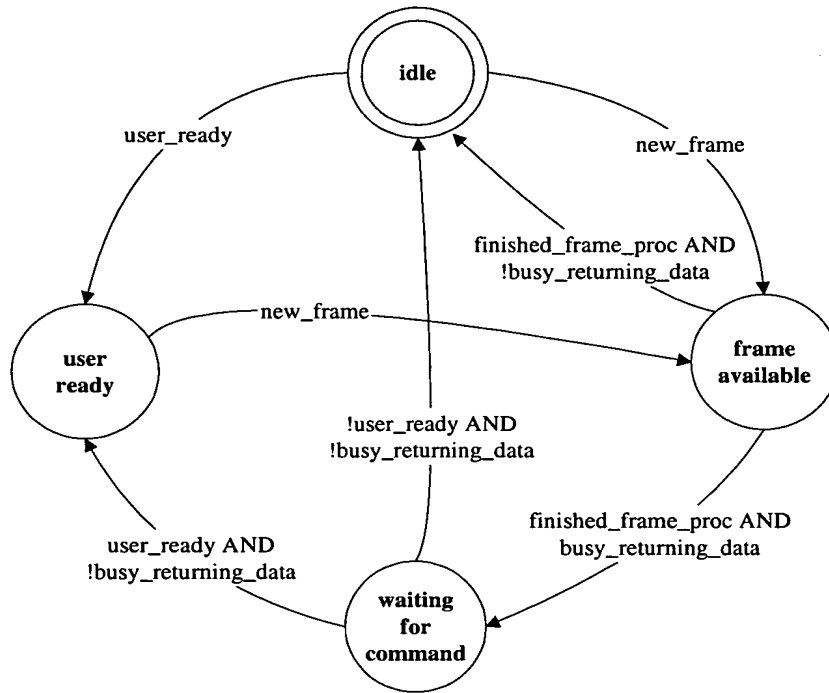 idle
user_ready
new_frame
finished_frame_proc AND
!busy_returning_data
new_frame
user
ready
frame
available
!user_ready AND
!busy_returning_data
finished_frame_proc AND
busy_returning_data
user_ready AND
!busy_returning_data
waiting
for
command